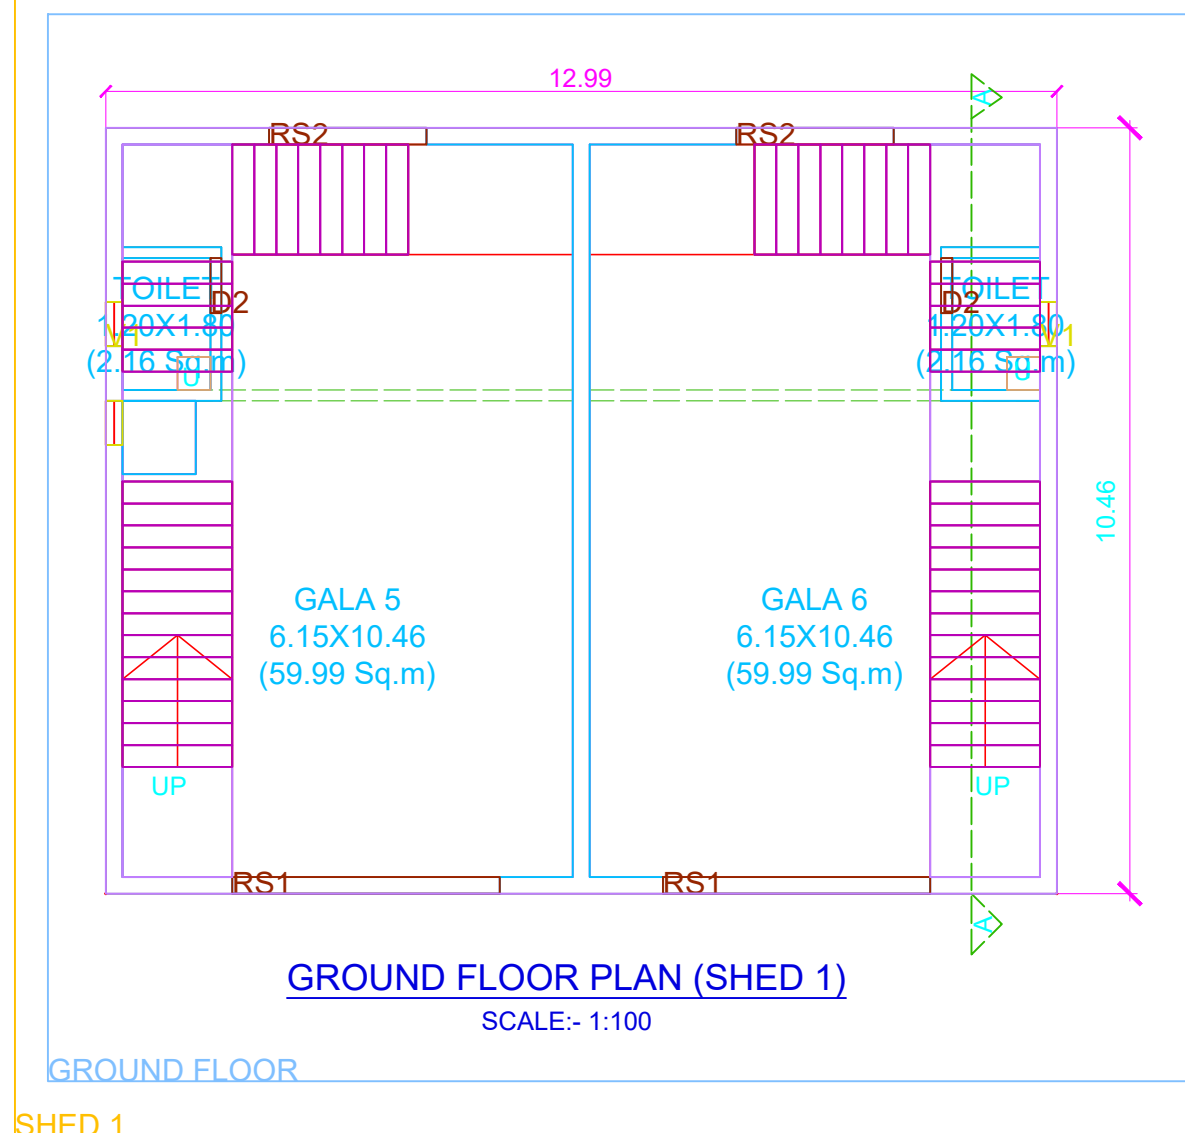 12.99
A
RS2
RS2
TOILET
1.20X1.80
(2.16 Sq.m)
D2
V1
U
D2
TOILET
1.20X1.80
(2.16 Sq.m)
V1
U
10.46
GALA 5
6.15X10.46
(59.99 Sq.m)
GALA 6
6.15X10.46
(59.99 Sq.m)
UP
UP
RS1
RS1
A
GROUND FLOOR PLAN (SHED 1)
SCALE:- 1:100
GROUND FLOOR
SHED 1